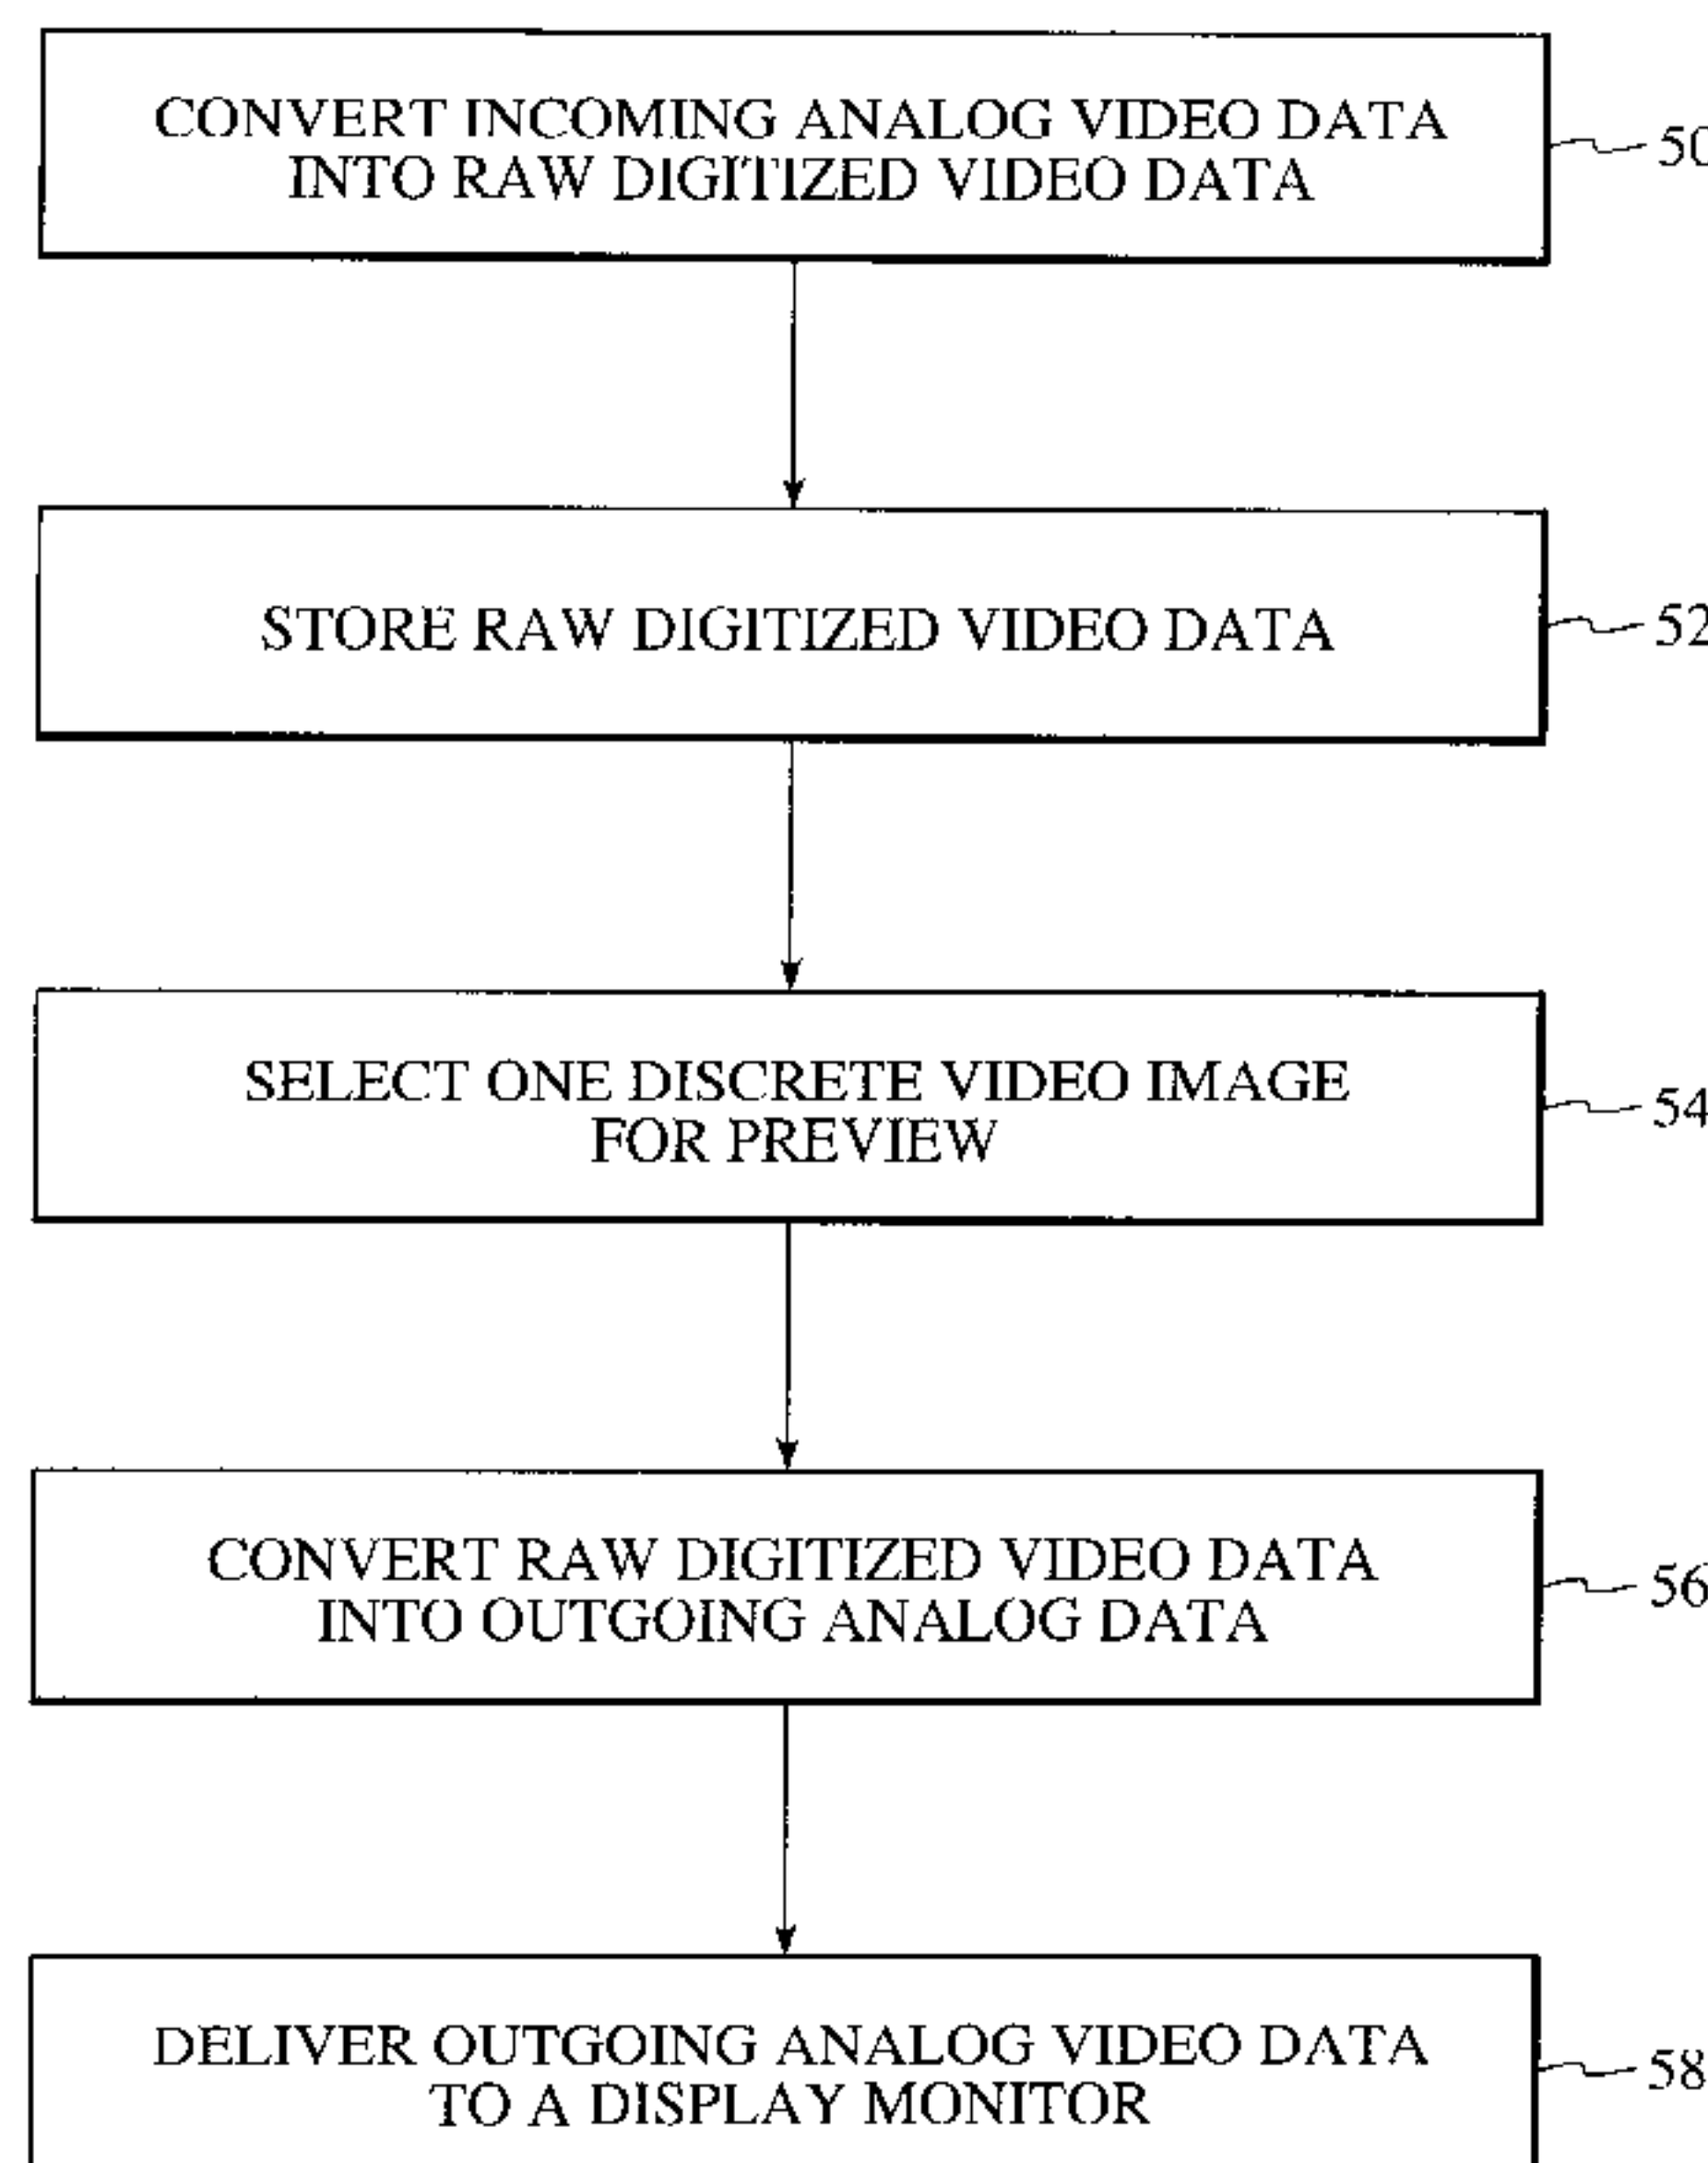 CONVERT INCOMING ANALOG VIDEO DATA
INTO RAW DIGITIZED VIDEO DATA
50
STORE RAW DIGITIZED VIDEO DATA
52
SELECT ONE DISCRETE VIDEO IMAGE
FOR PREVIEW
54
CONVERT RAW DIGITIZED VIDEO DATA
INTO OUTGOING ANALOG DATA
56
DELIVER OUTGOING ANALOG VIDEO DATA
TO A DISPLAY MONITOR
58